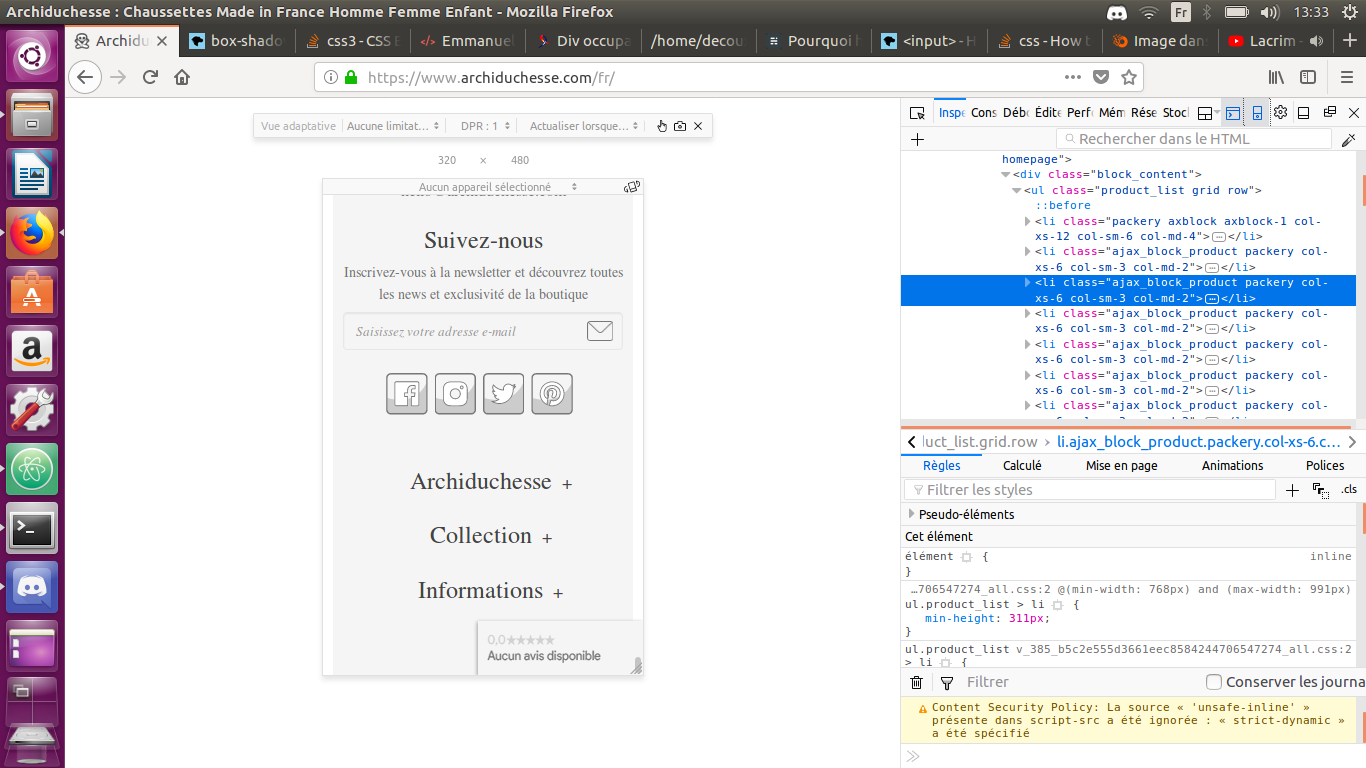 Archiduchesse : Chaussettes Made in France Homme Femme Enfant - Mozilla Firefox
Fr
13:33
Archidu
box-shado
css3 - CSS B
Emmanuel
Div occupa
/home/decou
Pourquoi h
<input> - H
css - How t
Image dan
Lacrim -
https://www.archiduchesse.com/fr/
Vue adaptative
Aucune limitat…
DPR : 1
Actualiser lorsque…
320 × 480
Aucun appareil sélectionné
Suivez-nous
Inscrivez-vous à la newsletter et découvrez toutes
les news et exclusivité de la boutique
Saisissez votre adresse e-mail
Archiduchesse +
Collection +
Informations +
0,0★★★★★
Aucun avis disponible
Inspe
Cons
Débo
Édite
Perfo
Mém
Rése
Stoc
Rechercher dans le HTML
homepage">
<div class="block_content">
<ul class="product_list grid row">
::before
<li class="packery axblock axblock-1 col-
xs-12 col-sm-6 col-md-4">…</li>
<li class="ajax_block_product packery col-
xs-6 col-sm-3 col-md-2">…</li>
<li class="ajax_block_product packery col-
xs-6 col-sm-3 col-md-2">…</li>
<li class="ajax_block_product packery col-
xs-6 col-sm-3 col-md-2">…</li>
<li class="ajax_block_product packery col-
xs-6 col-sm-3 col-md-2">…</li>
<li class="ajax_block_product packery col-
xs-6 col-sm-3 col-md-2">…</li>
<li class="ajax_block_product packery col-
uct_list.grid.row
li.ajax_block_product.packery.col-xs-6.c…
Règles
Calculé
Mise en page
Animations
Polices
Filtrer les styles
.cls
Pseudo-éléments
Cet élément
élément {
inline
}
…706547274_all.css:2 @(min-width: 768px) and (max-width: 991px)
ul.product_list > li {
min-height: 311px;
}
ul.product_list v_385_b5c2e555d3661eec8584244706547274_all.css:2
> li {
Filtrer
Conserver les journa
Content Security Policy: La source « 'unsafe-inline' »
présente dans script-src a été ignorée : « strict-dynamic »
a été spécifié